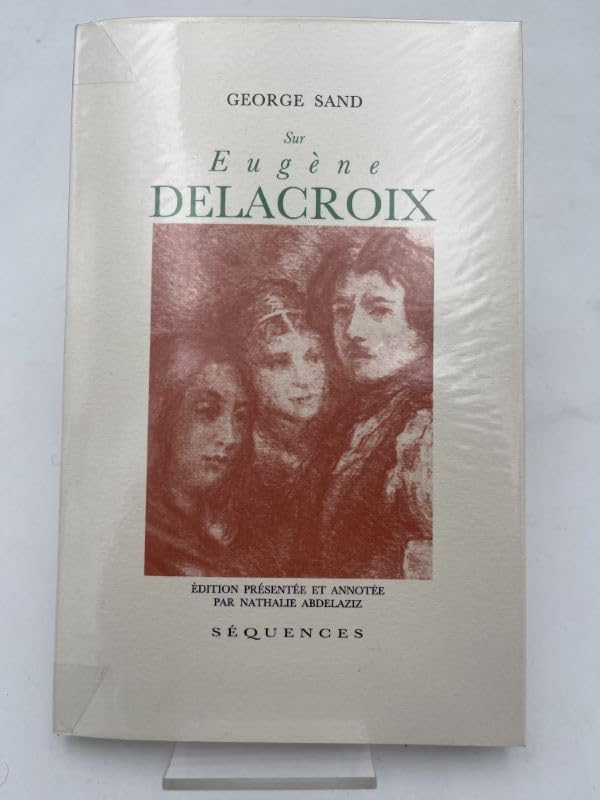 GEORGE SAND
Sur
Eugène
DELACROIX
ÉDITION PRÉSENTÉE ET ANNOTÉE
PAR NATHALIE ABDELAZIZ
SÉQUENCES